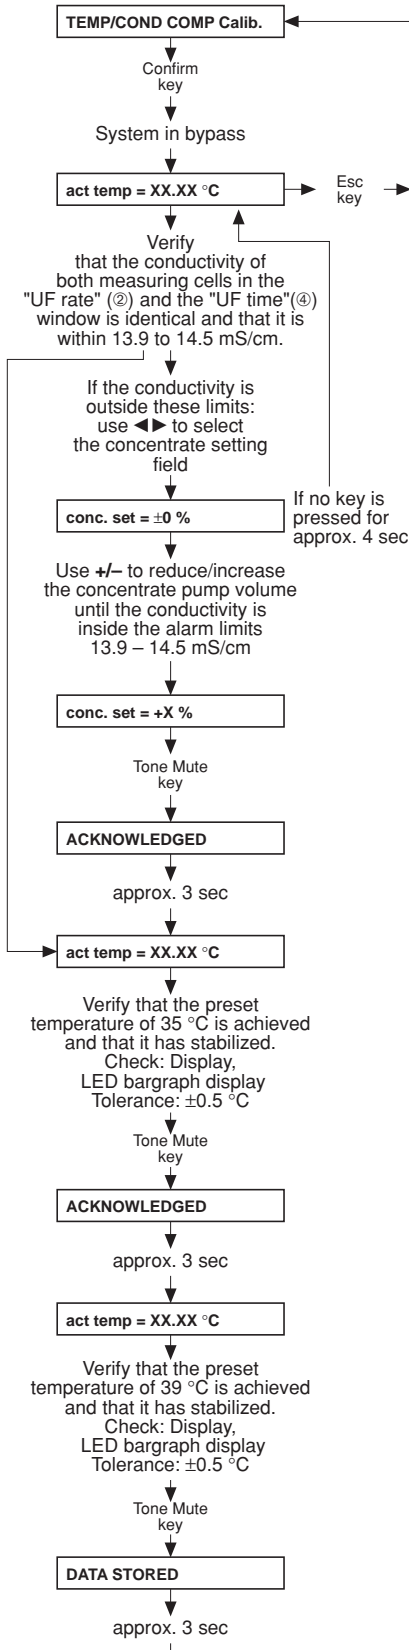 TEMP/COND COMP Calib.
Confirm
key
System in bypass
act temp = XX.XX °C
Esc
key
Verify
that the conductivity of
both measuring cells in the
"UF rate" (②) and the "UF time"(④)
window is identical and that it is
within 13.9 to 14.5 mS/cm.
If the conductivity is
outside these limits:
use ◄► to select
the concentrate setting
field
If no key is
pressed for
approx. 4 sec
conc. set = ±0 %
Use +/– to reduce/increase
the concentrate pump volume
until the conductivity is
inside the alarm limits
13.9 – 14.5 mS/cm
conc. set = +X %
Tone Mute
key
ACKNOWLEDGED
approx. 3 sec
act temp = XX.XX °C
Verify that the preset
temperature of 35 °C is achieved
and that it has stabilized.
Check: Display,
LED bargraph display
Tolerance: ±0.5 °C
Tone Mute
key
ACKNOWLEDGED
approx. 3 sec
act temp = XX.XX °C
Verify that the preset
temperature of 39 °C is achieved
and that it has stabilized.
Check: Display,
LED bargraph display
Tolerance: ±0.5 °C
Tone Mute
key
DATA STORED
approx. 3 sec